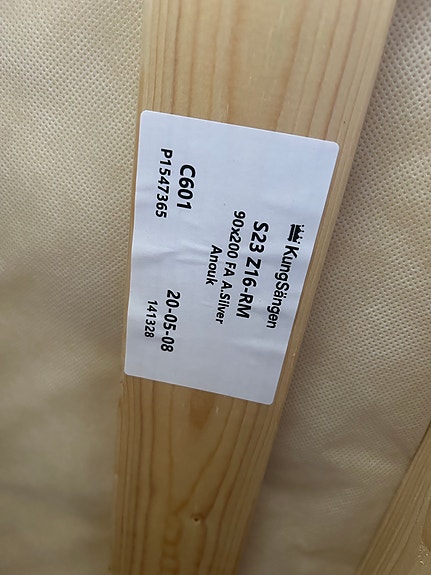 KungSängen
S23 Z16-RM
90x200 FA A.Silver
Anouk
C601
P1547365
20-05-08
141328